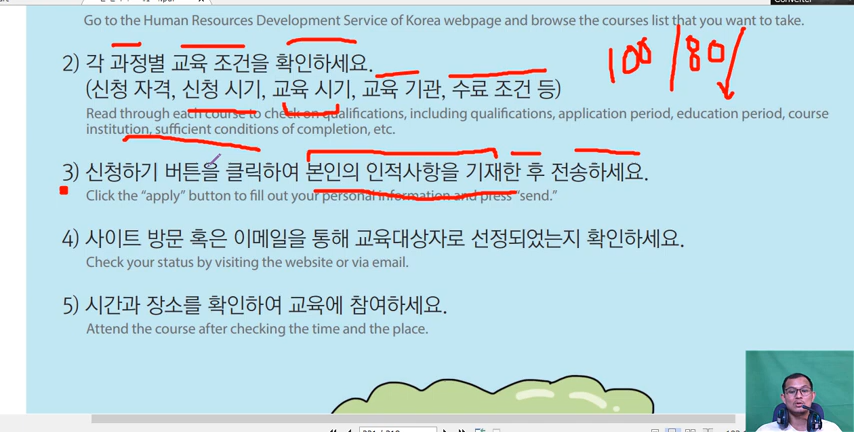 Converter
Go to the Human Resources Development Service of Korea webpage and browse the courses list that you want to take.
100/80
2) 각 과정별 교육 조건을 확인하세요.
(신청 자격, 신청 시기, 교육 시기, 교육 기관, 수료 조건 등)
Read through each course to check on qualifications, including qualifications, application period, education period, course
institution, sufficient conditions of completion, etc.
3) 신청하기 버튼을 클릭하여 본인의 인적사항을 기재한 후 전송하세요.
Click the “apply” button to fill out your personal information and press “send.”
4) 사이트 방문 혹은 이메일을 통해 교육대상자로 선정되었는지 확인하세요.
Check your status by visiting the website or via email.
5) 시간과 장소를 확인하여 교육에 참여하세요.
Attend the course after checking the time and the place.